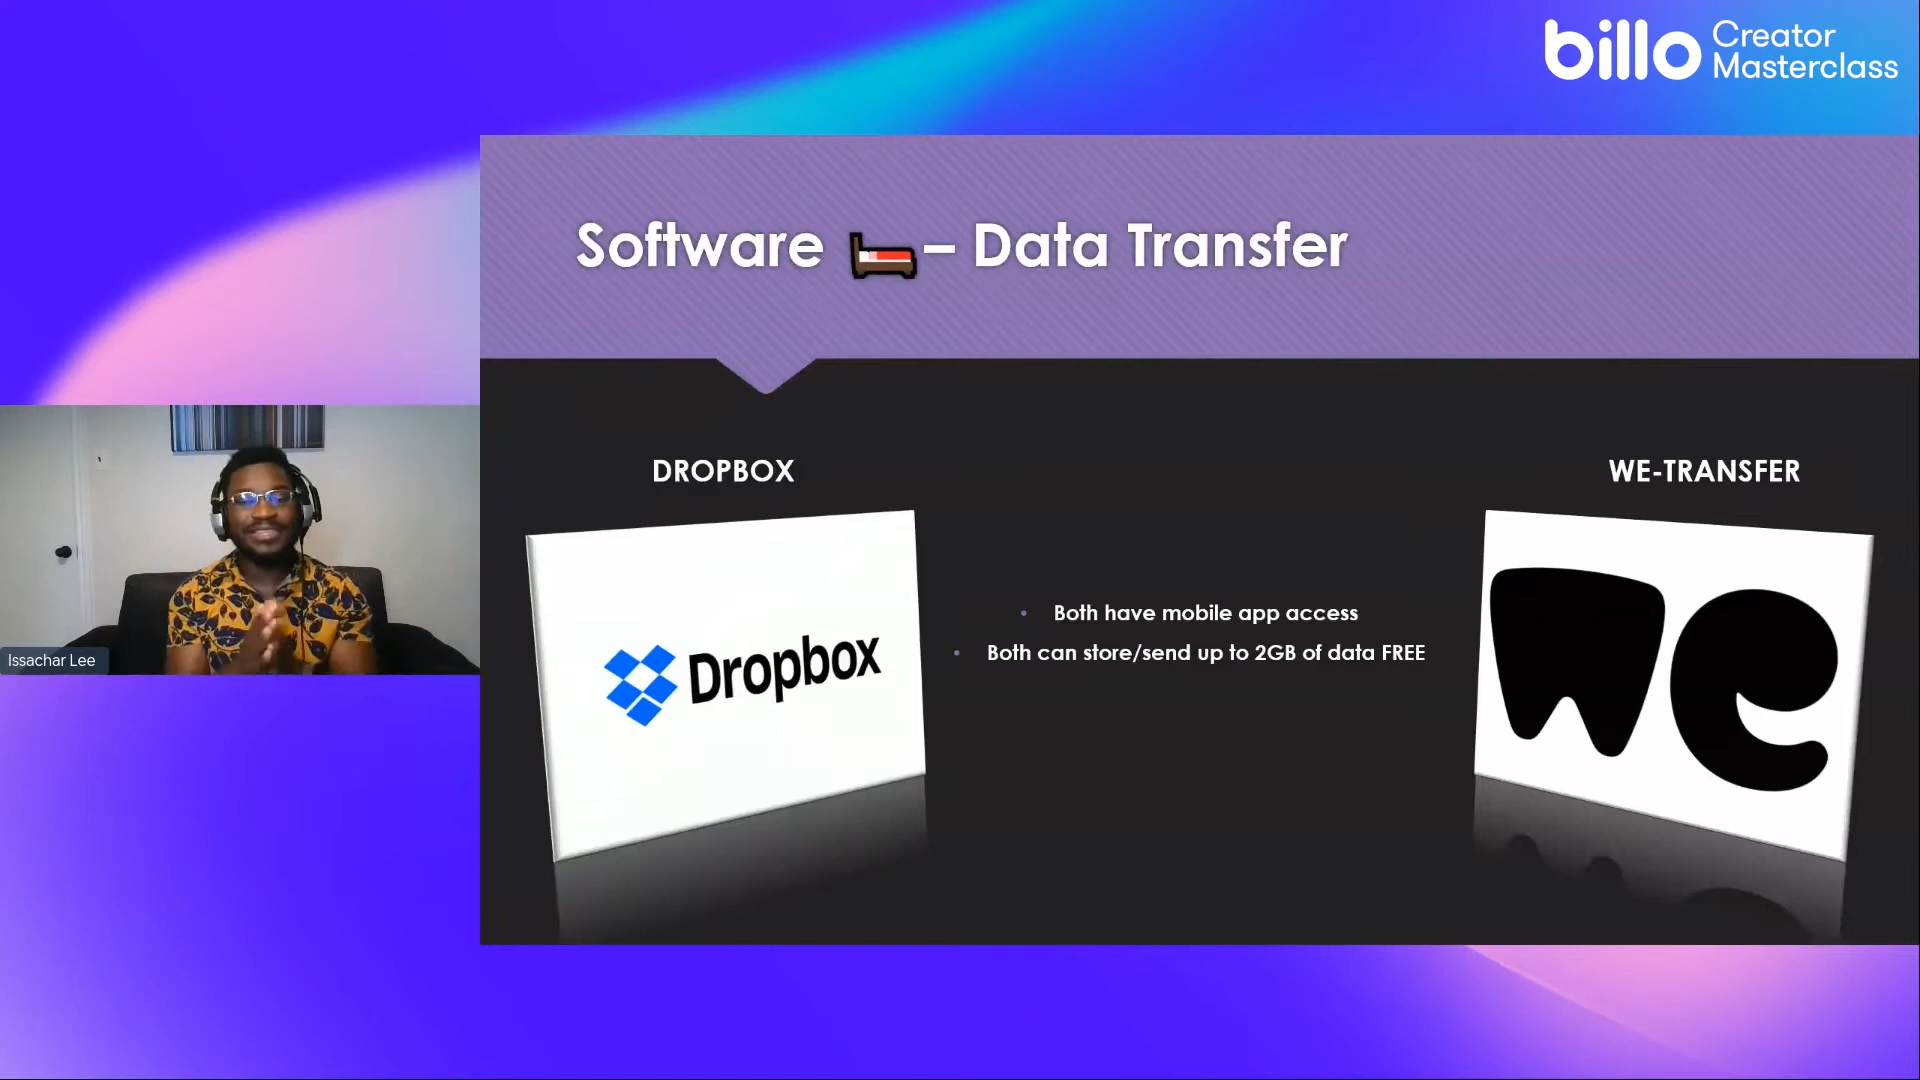 billo Creator
Masterclass
Software – Data Transfer
DROPBOX
WE-TRANSFER
Dropbox
we
• Both have mobile app access
• Both can store/send up to 2GB of data FREE
Issachar Lee